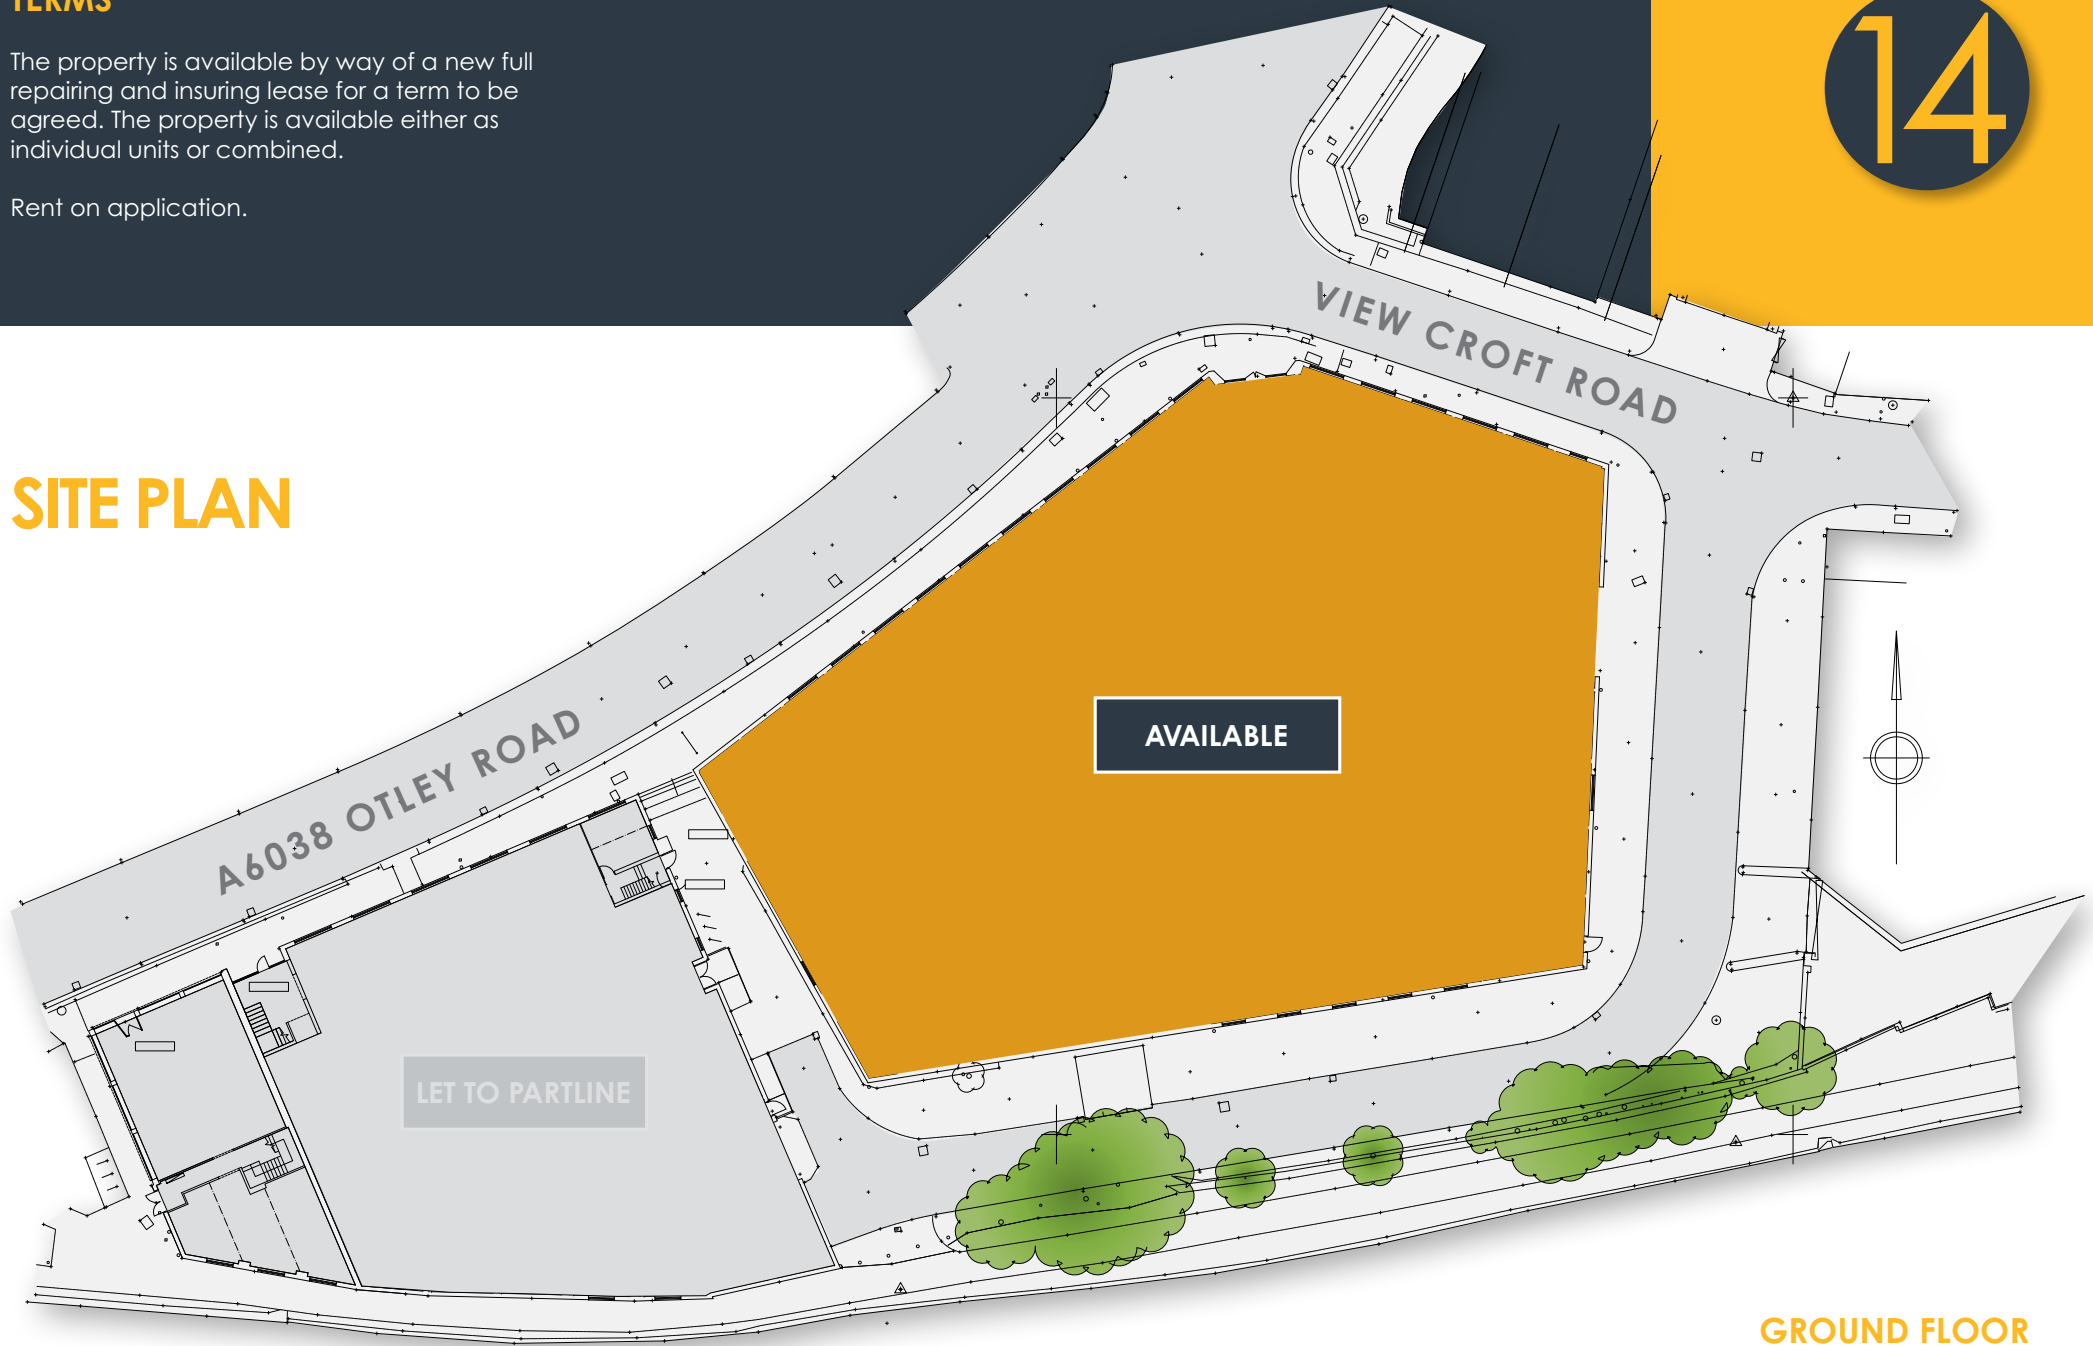 TERMS
The property is available by way of a new full
repairing and insuring lease for a term to be
agreed. The property is available either as
individual units or combined.
Rent on application.
14
VIEW CROFT ROAD
SITE PLAN
A6038 OTLEY ROAD
AVAILABLE
LET TO PARTLINE
GROUND FLOOR